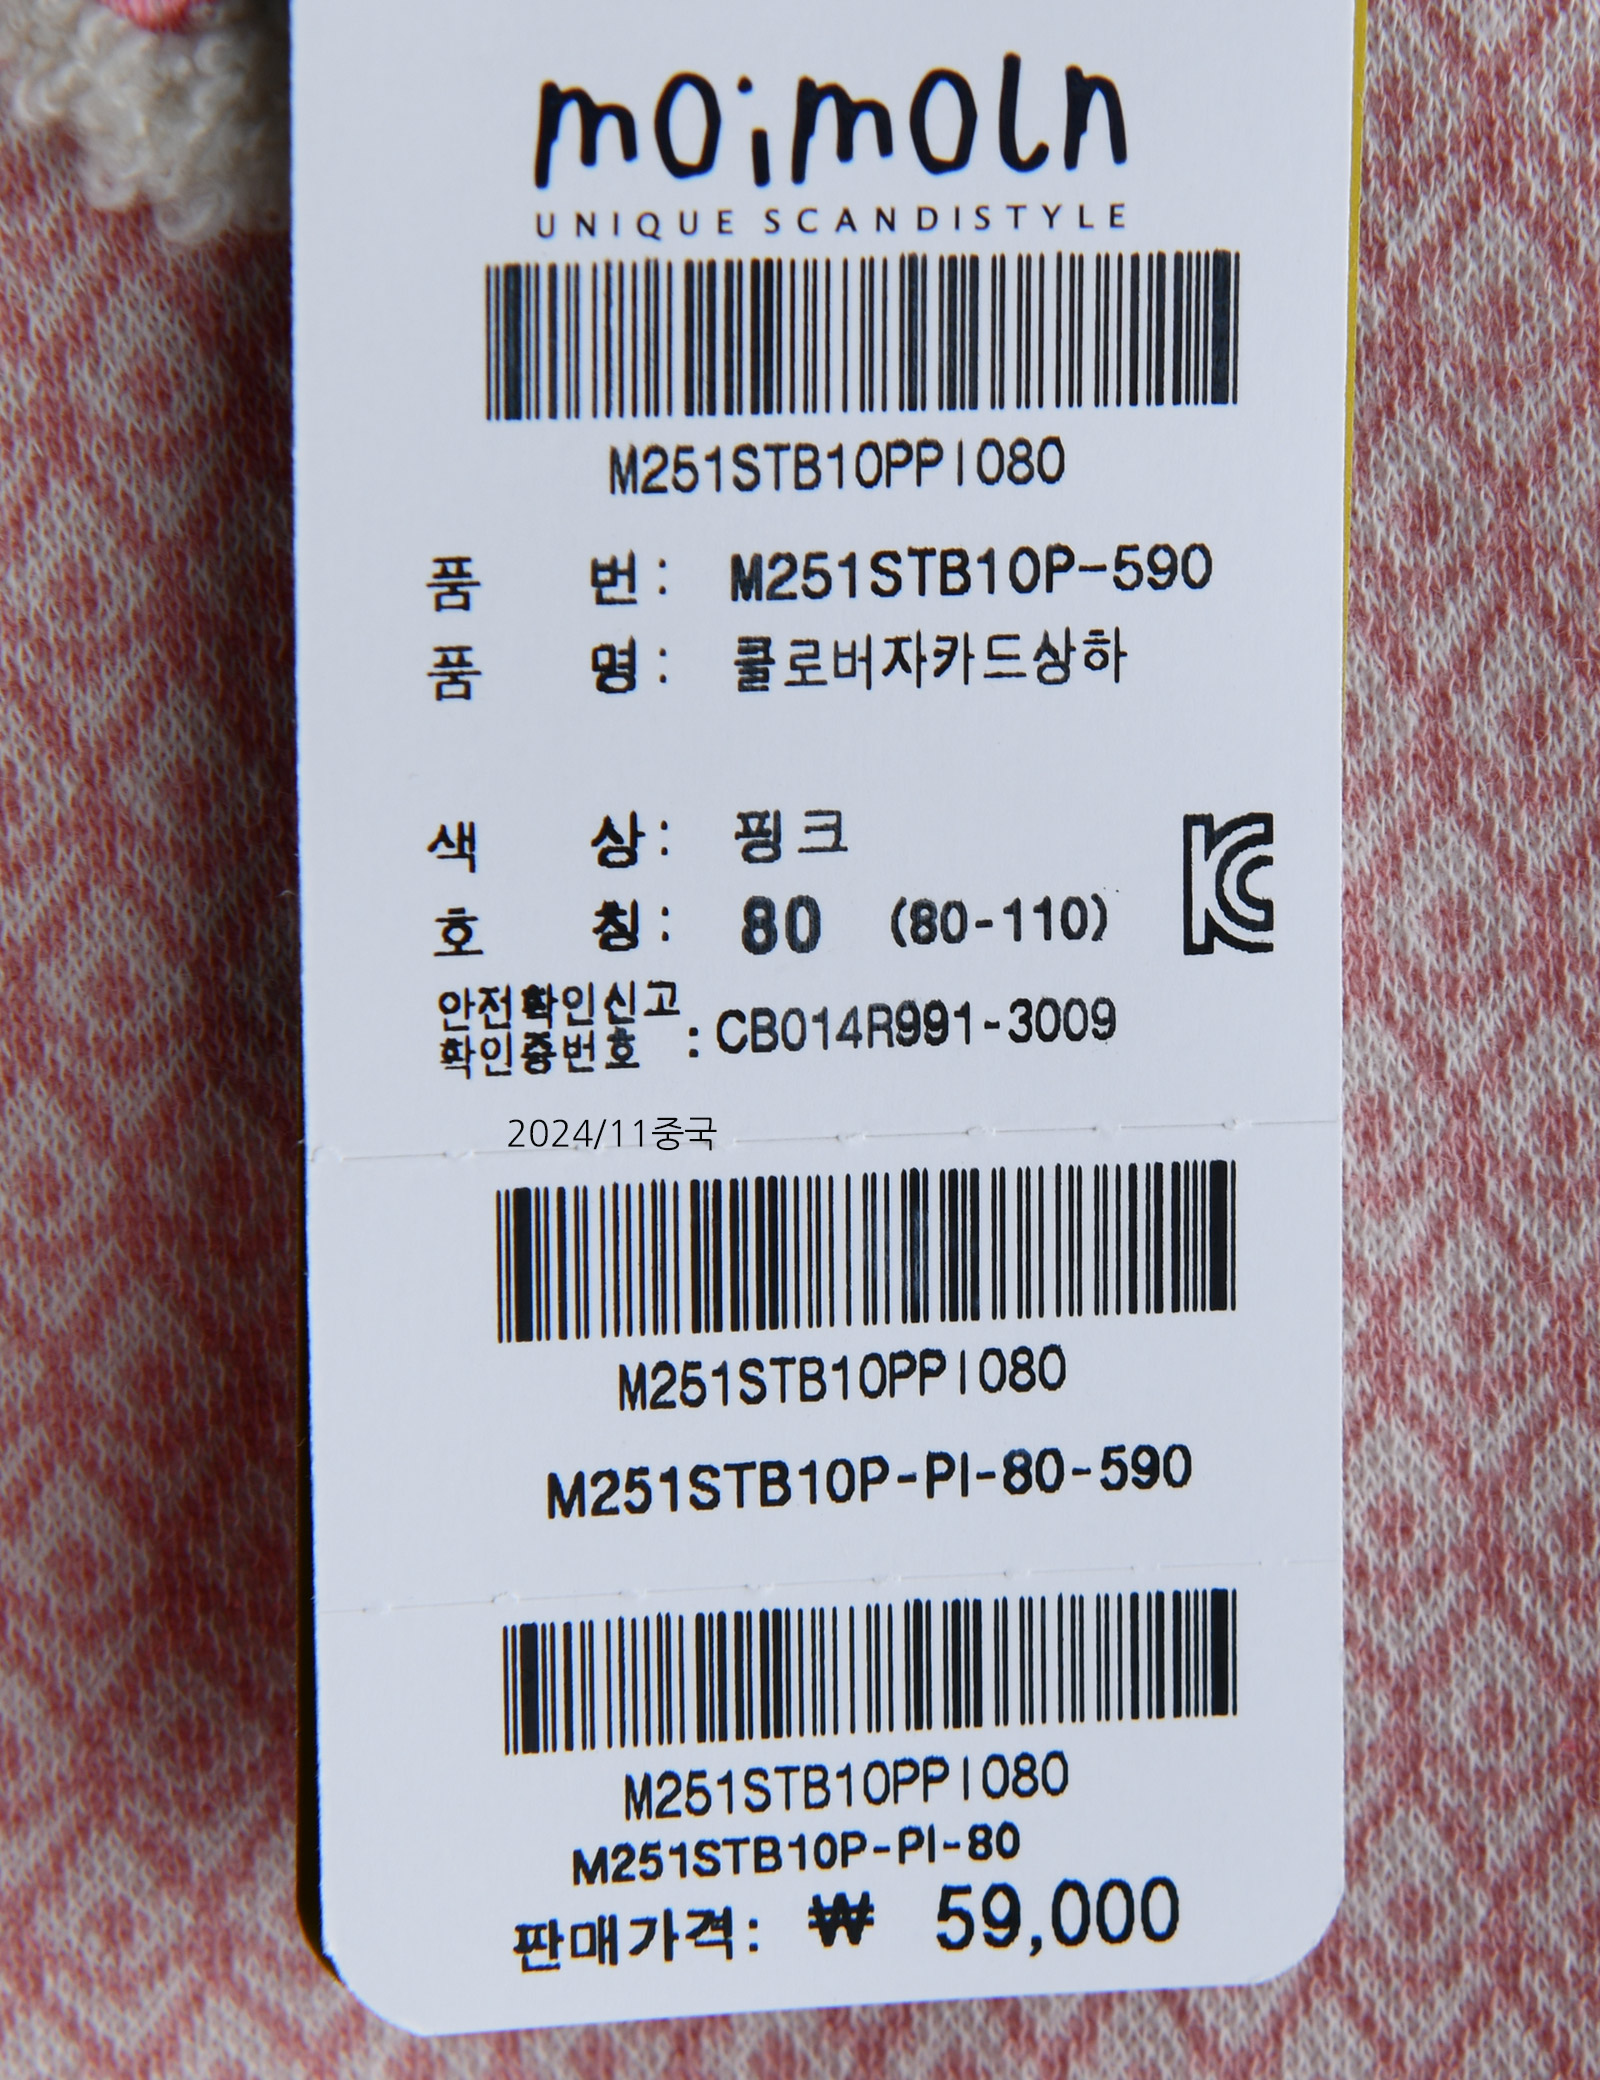 moimoln
UNIQUE SCANDISTYLE
M251STB10PPI080
품 번 : M251STB10P-590
품 명 : 클로버자카드상하
색 상 : 핑크
호 칭 : 80 (80-110)
안전확인신고
확인증번호 : CB014R991-3009
2024/11중국
M251STB10PPI080
M251STB10P-PI-80-590
M251STB10PPI080
M251STB10P-PI-80
판매가격: ₩ 59,000